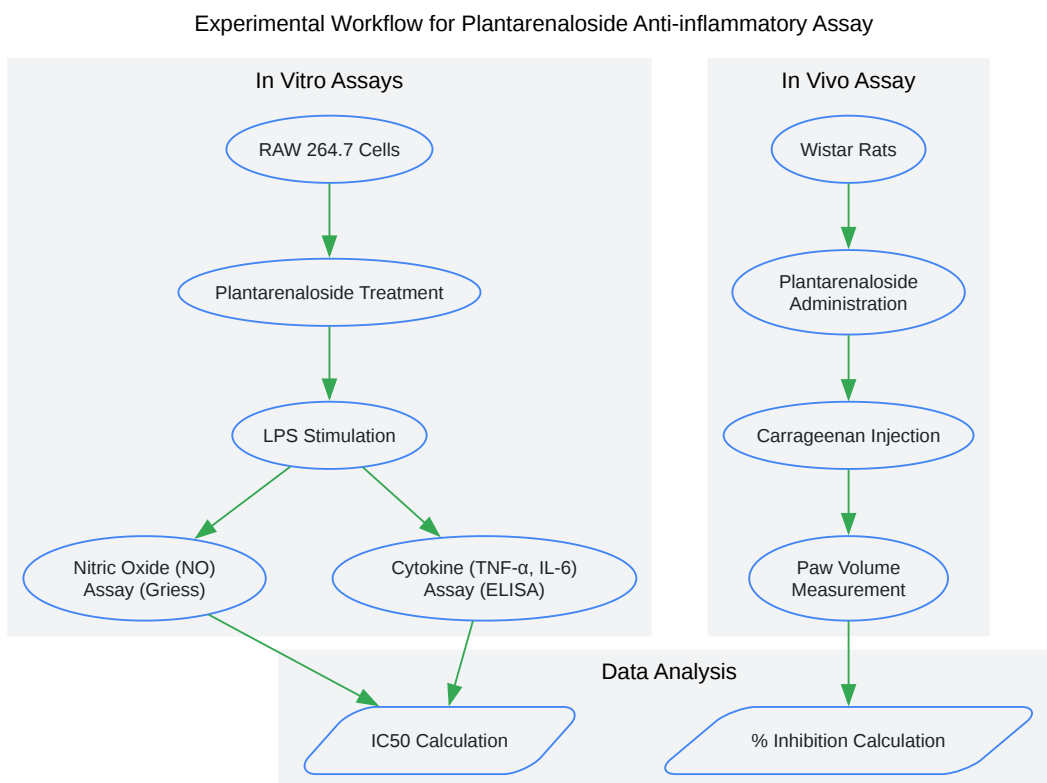 Experimental Workflow for Plantarenaloside Anti-inflammatory Assay
In Vitro Assays
RAW 264.7 Cells
Plantarenaloside Treatment
LPS Stimulation
Nitric Oxide (NO)
Assay (Griess)
Cytokine (TNF-α, IL-6)
Assay (ELISA)
In Vivo Assay
Wistar Rats
Plantarenaloside
Administration
Carrageenan Injection
Paw Volume
Measurement
Data Analysis
IC50 Calculation
% Inhibition Calculation